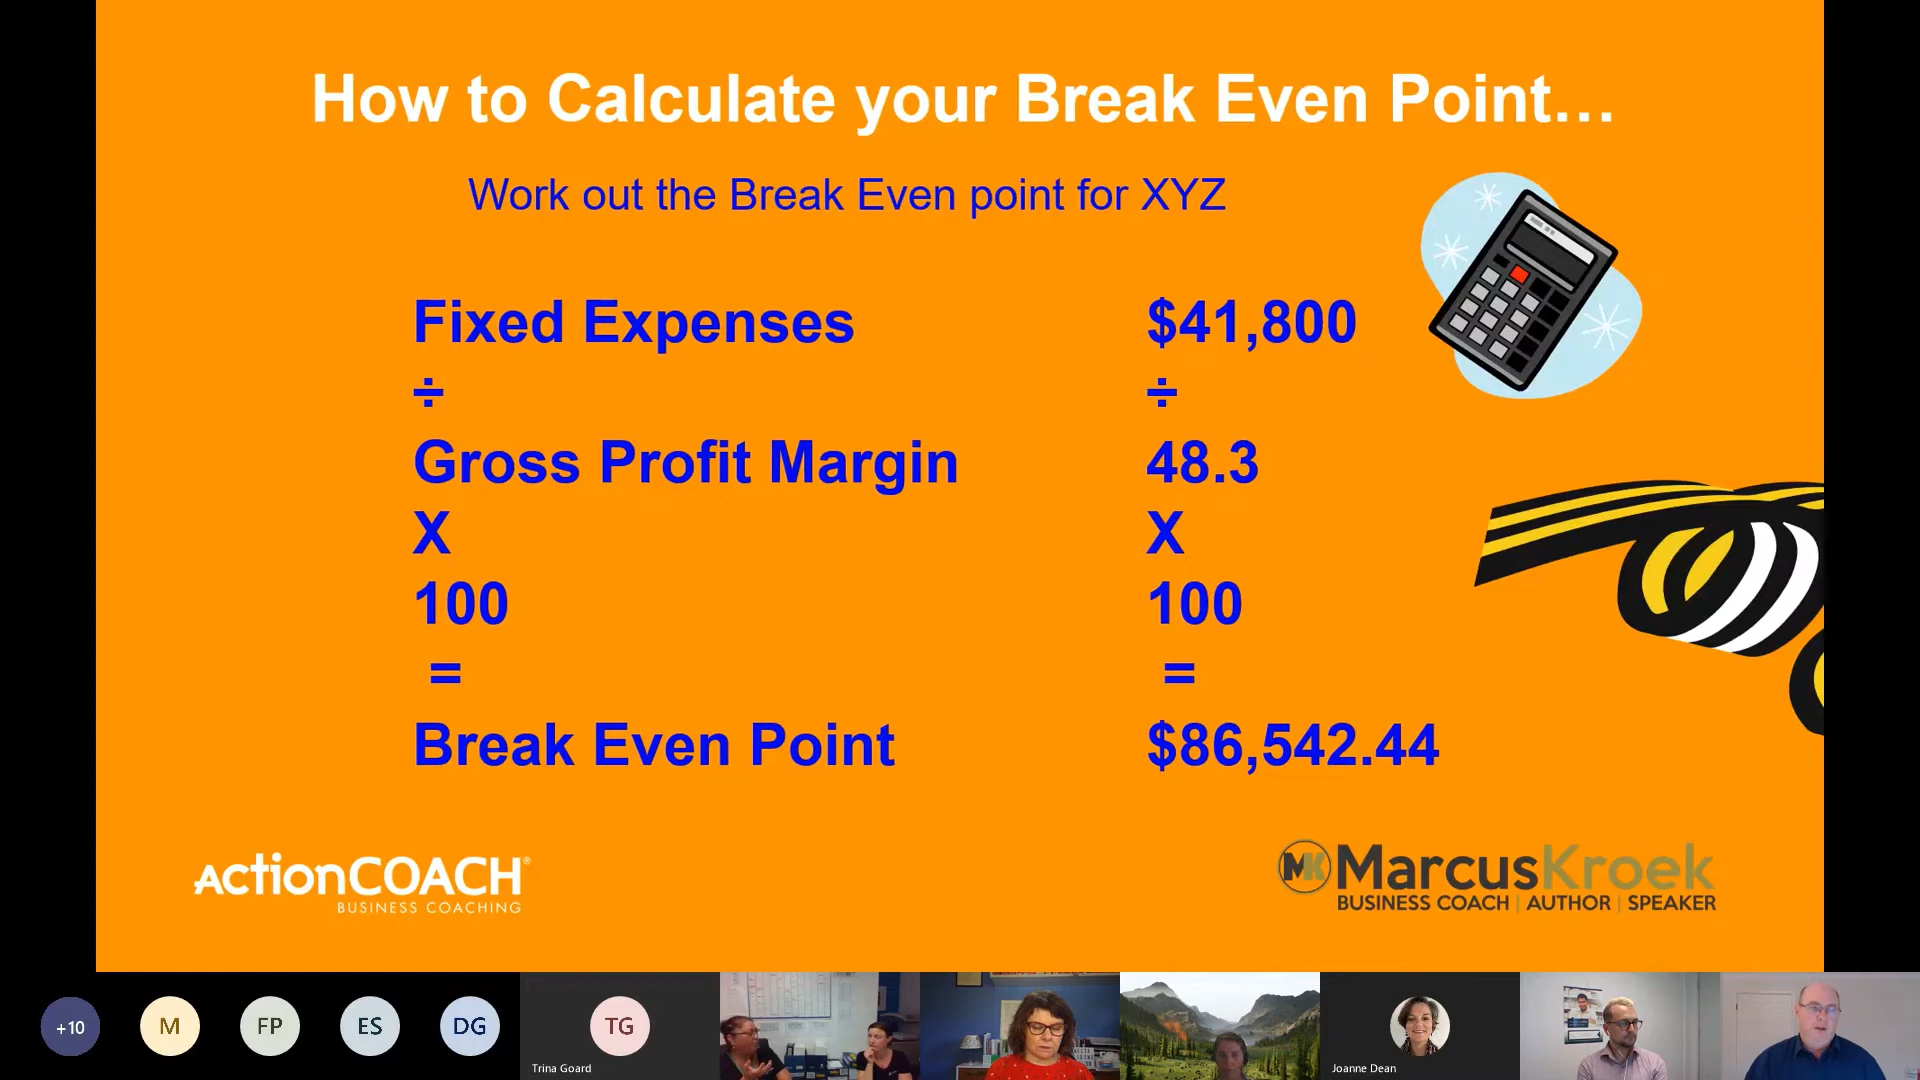 How to Calculate your Break Even Point…
Work out the Break Even point for XYZ
Fixed Expenses $41,800
÷ ÷
Gross Profit Margin 48.3
X X
100 100
= =
Break Even Point $86,542.44
ActionCOACH®
BUSINESS COACHING
MK MarcusKroek
BUSINESS COACH | AUTHOR | SPEAKER
+10 M FP ES DG TG
Trina Goard Joanne Dean